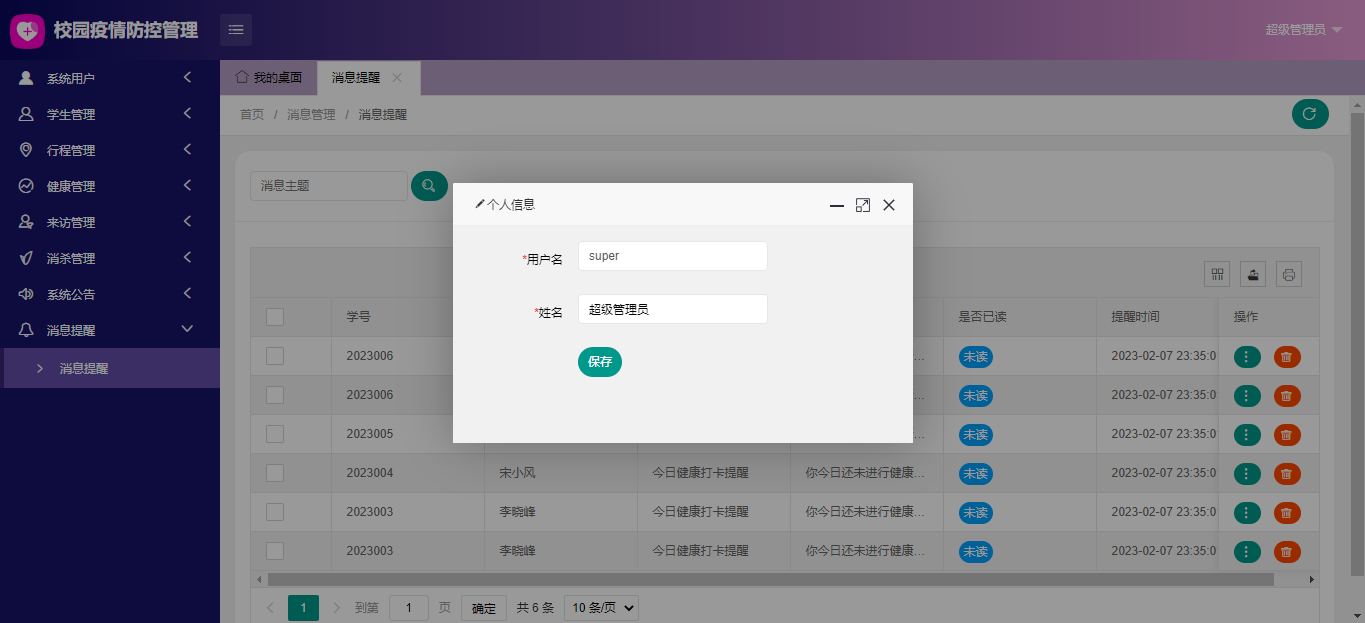 校园疫情防控管理
超级管理员
系统用户
学生管理
行程管理
健康管理
来访管理
消杀管理
系统公告
消息提醒
消息提醒
我的桌面 消息提醒
首页 / 消息管理 / 消息提醒
消息主题
个人信息
*用户名 super
*姓名 超级管理员
保存
学号 是否已读 提醒时间 操作
2023006 ... 未读 2023-02-07 23:35:0
2023006 ... 未读 2023-02-07 23:35:0
2023005 ... 未读 2023-02-07 23:35:0
2023004 宋小风 今日健康打卡提醒 你今日还未进行健康... 未读 2023-02-07 23:35:0
2023003 李晓峰 今日健康打卡提醒 你今日还未进行健康... 未读 2023-02-07 23:35:0
2023003 李晓峰 今日健康打卡提醒 你今日还未进行健康... 未读 2023-02-07 23:35:0
1 到第 1 页 确定 共 6 条 10 条/页